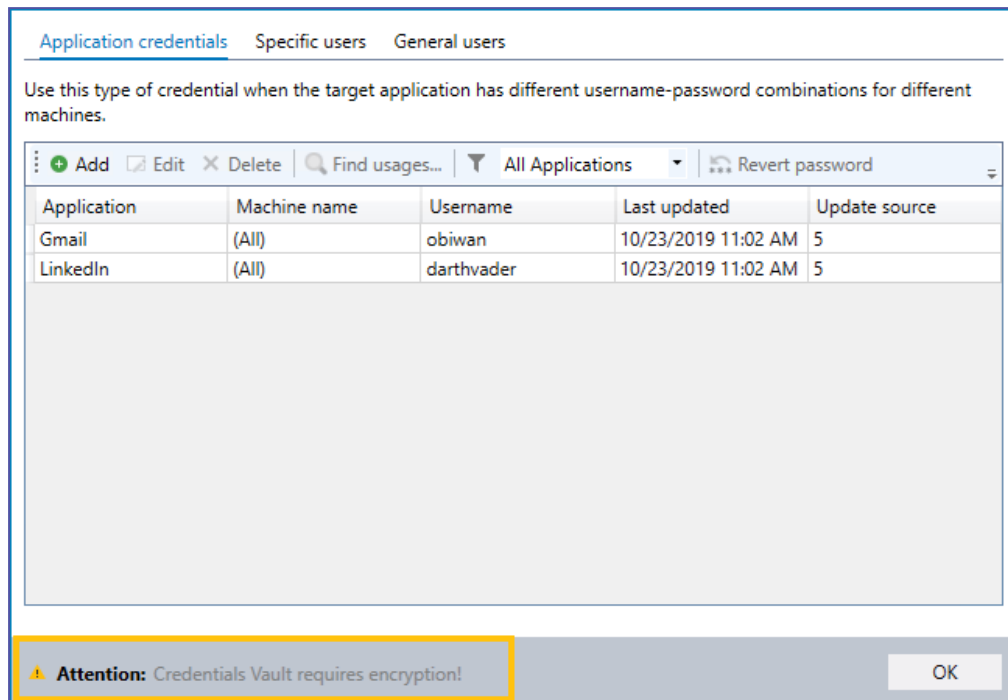 Application credentials Specific users General users
Use this type of credential when the target application has different username-password combinations for different
machines.
Add Edit Delete Find usages... All Applications Revert password
Application Machine name Username Last updated Update source
Gmail (All) obiwan 10/23/2019 11:02 AM 5
LinkedIn (All) darthvader 10/23/2019 11:02 AM 5
Attention: Credentials Vault requires encryption! OK